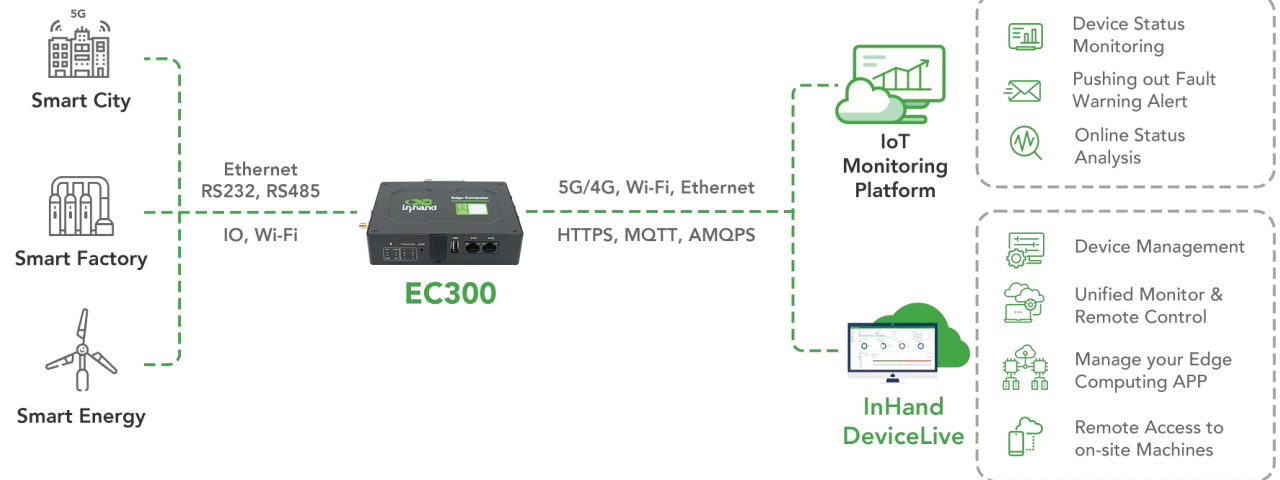 5G
Smart City
Smart Factory
Smart Energy
Ethernet
RS232, RS485
IO, Wi-Fi
inhand
Edge Computer
EC300
5G/4G, Wi-Fi, Ethernet
HTTPS, MQTT, AMQPS
IoT
Monitoring
Platform
InHand
DeviceLive
Device Status
Monitoring
Pushing out Fault
Warning Alert
Online Status
Analysis
Device Management
Unified Monitor &
Remote Control
Manage your Edge
Computing APP
Remote Access to
on-site Machines